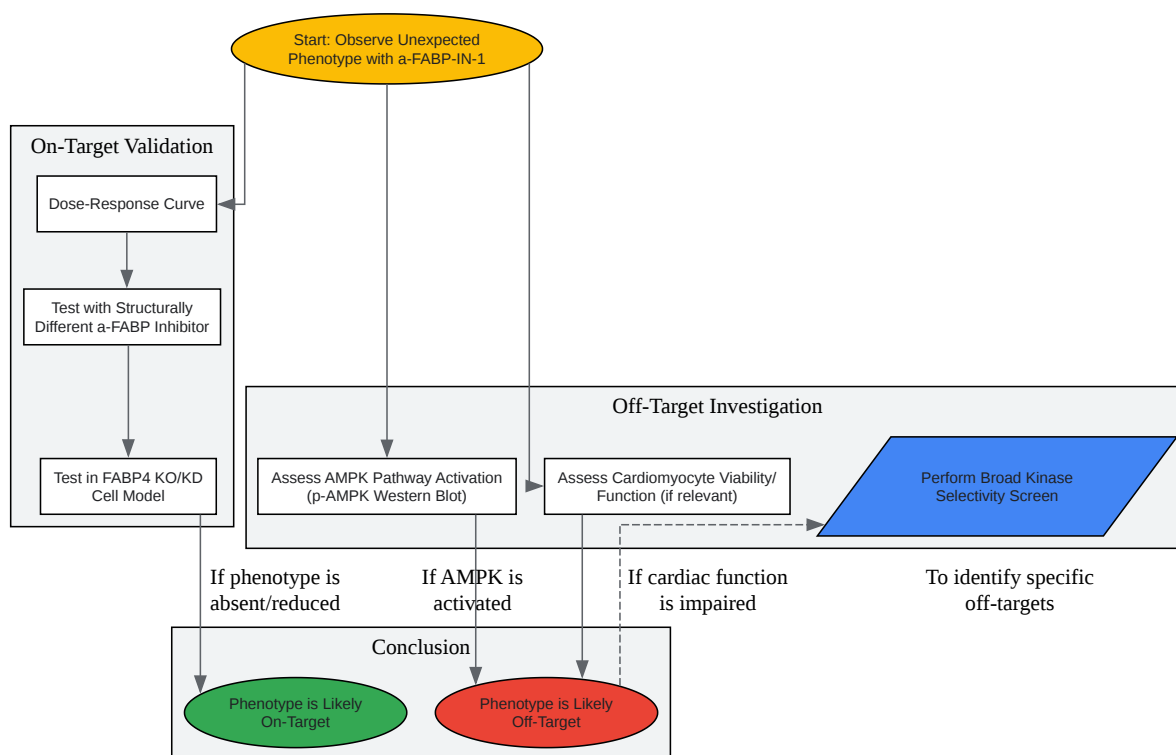 Start: Observe Unexpected
Phenotype with a-FABP-IN-1
On-Target Validation
Dose-Response Curve
Test with Structurally
Different a-FABP Inhibitor
Test in FABP4 KO/KD
Cell Model
Off-Target Investigation
Assess AMPK Pathway Activation
(p-AMPK Western Blot)
Assess Cardiomyocyte Viability/
Function (if relevant)
Perform Broad Kinase
Selectivity Screen
If phenotype is
absent/reduced
If AMPK is
activated
If cardiac function
is impaired
To identify specific
off-targets
Conclusion
Phenotype is Likely
On-Target
Phenotype is Likely
Off-Target